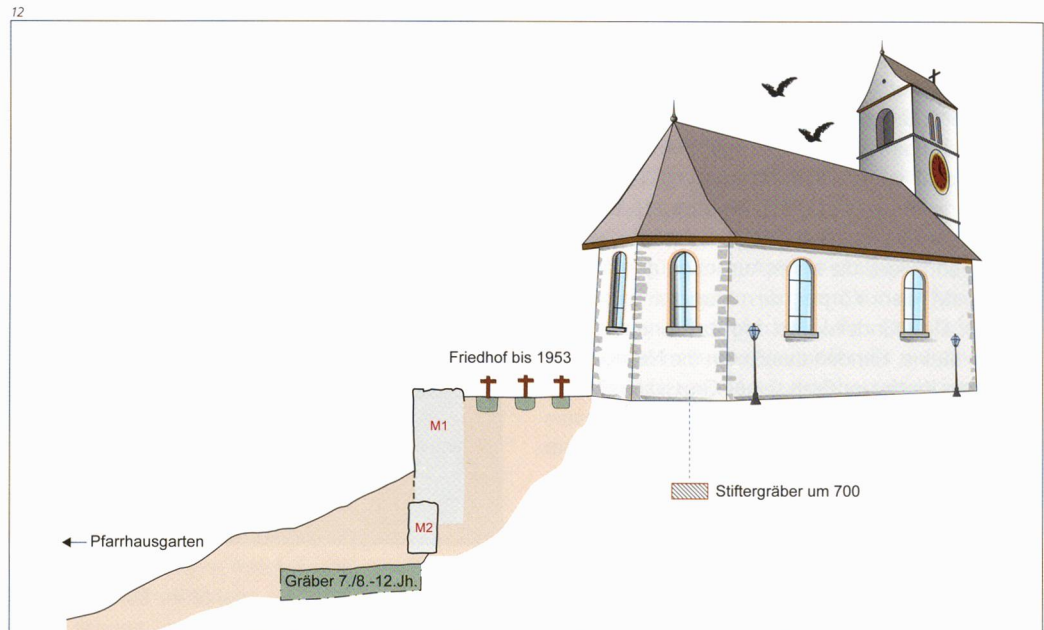 12
Friedhof bis 1953
M1
Stiftergräber um 700
M2
Pfarrhausgarten
Gräber 7./8.-12.Jh.